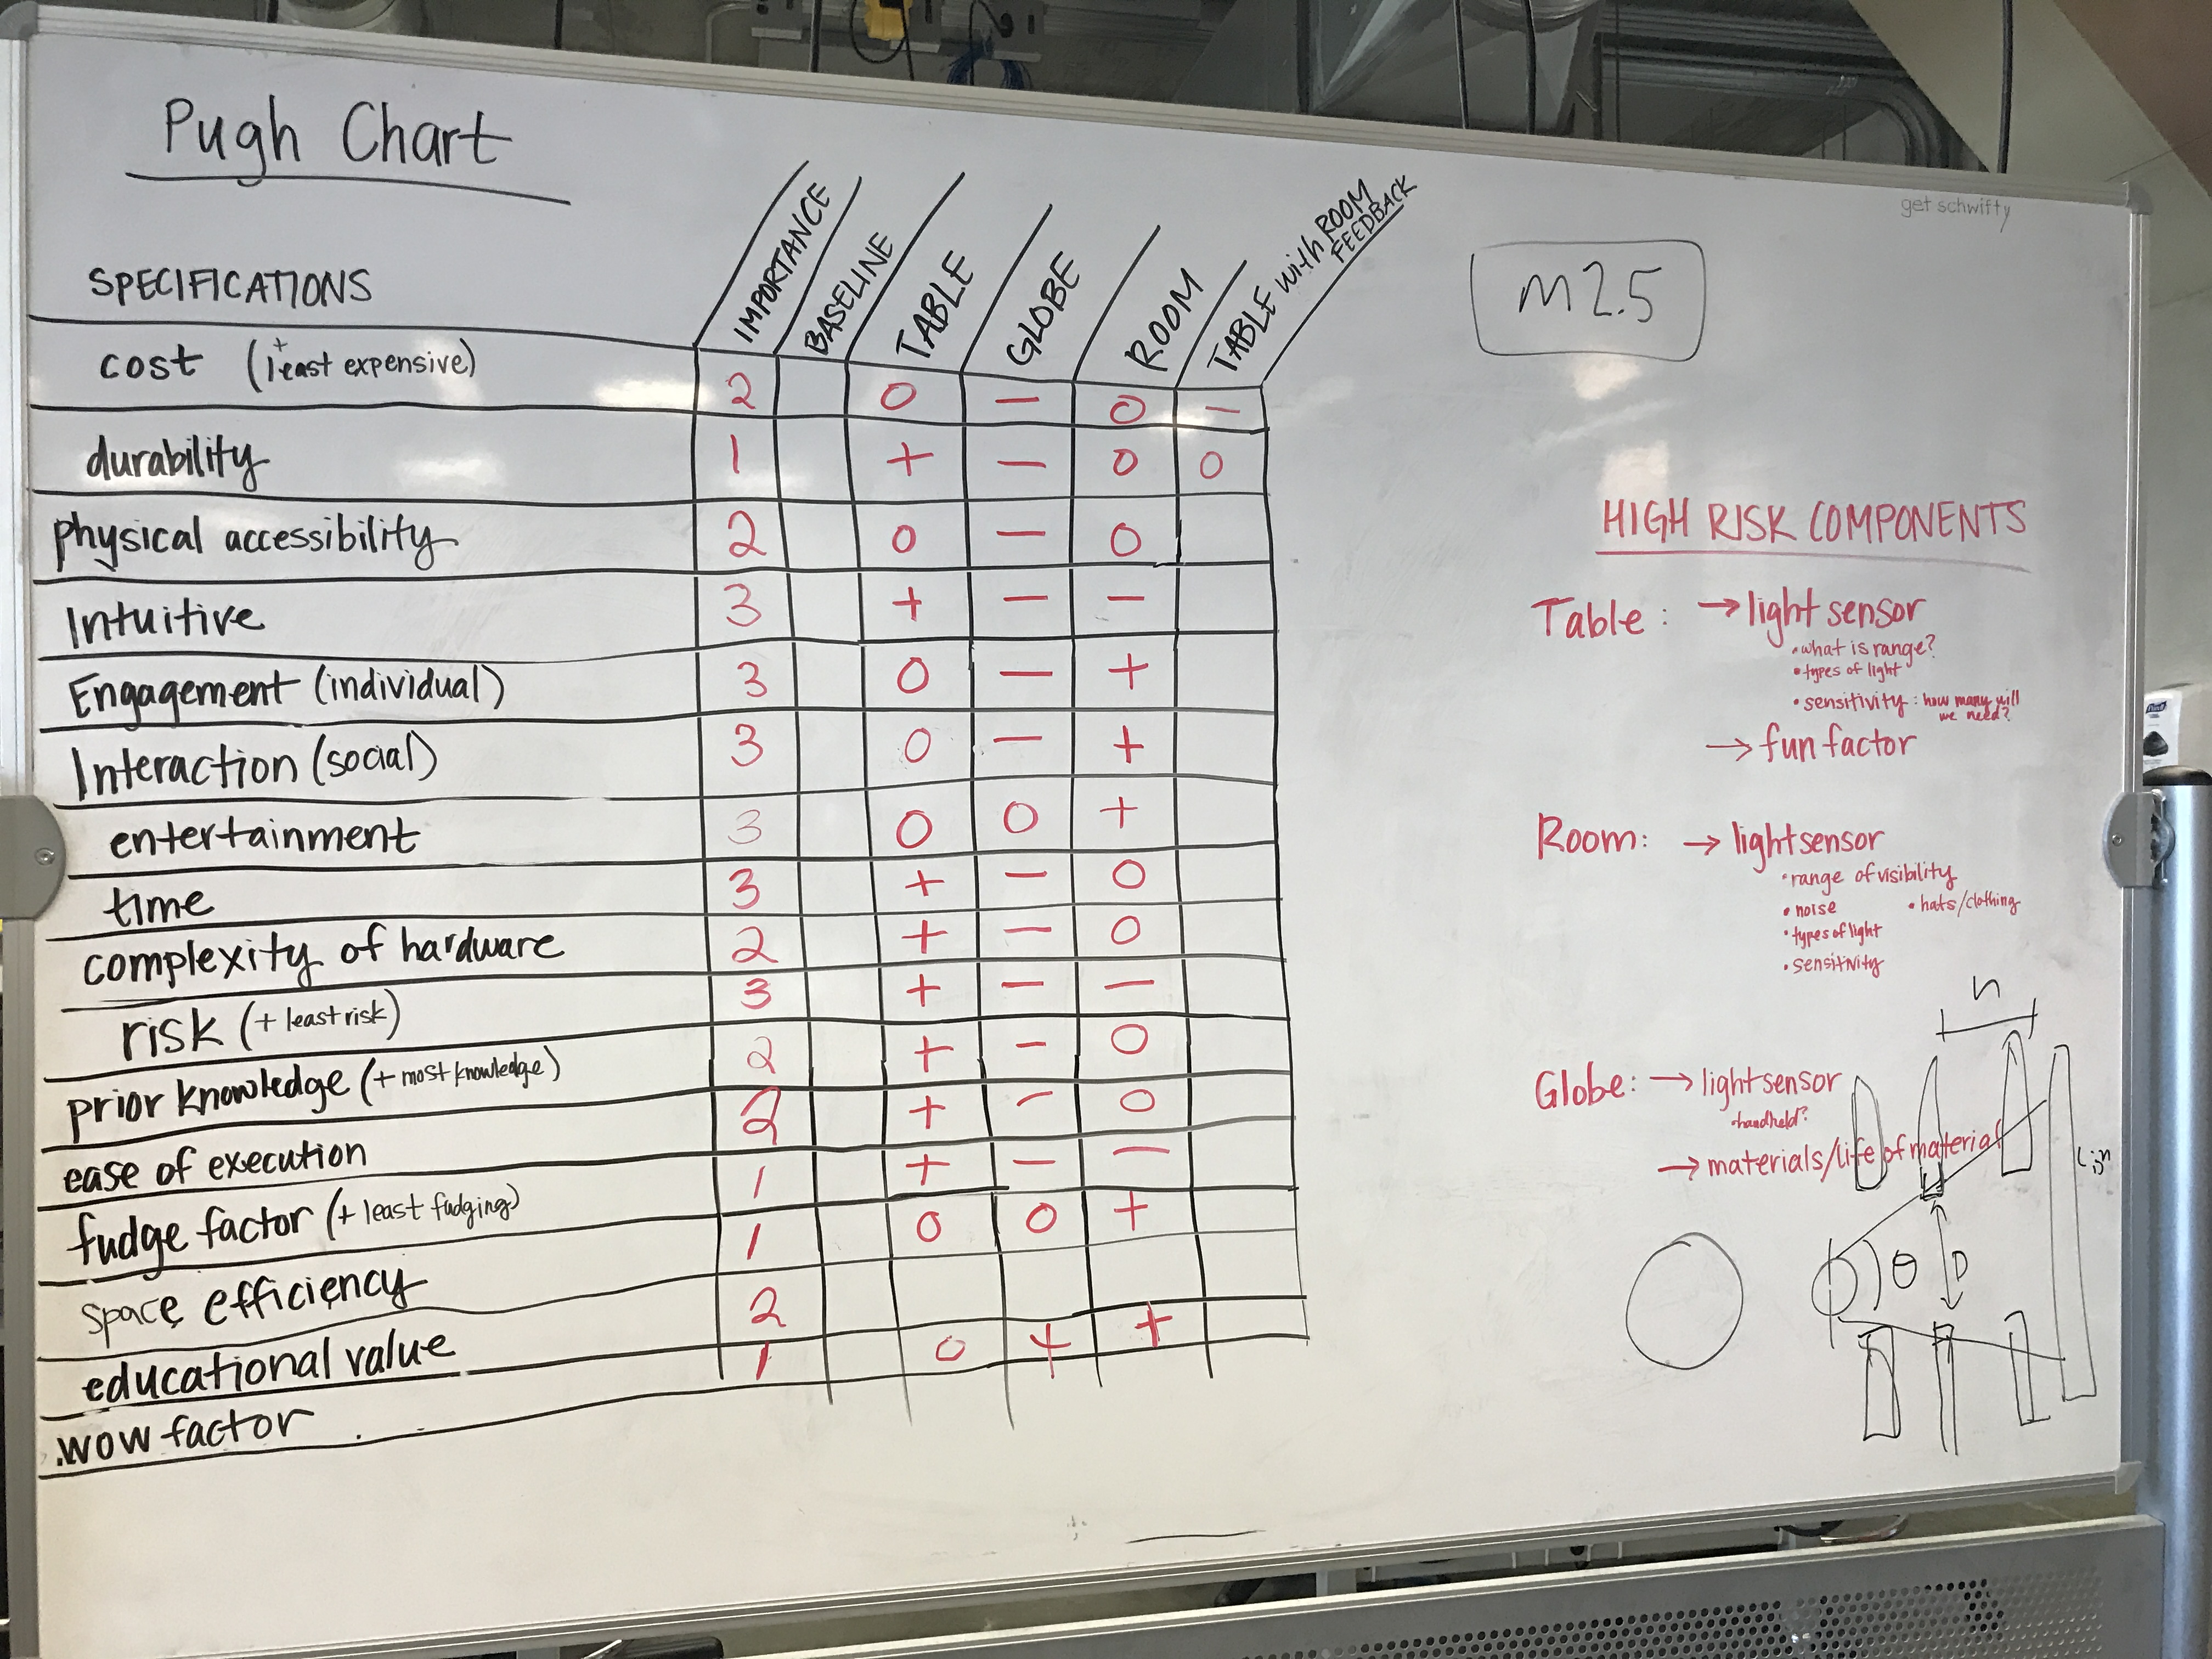 Pugh Chart
get schwifty
SPECIFICATIONS IMPORTANCE BASELINE TABLE GLOBE ROOM TABLE with ROOM FEEDBACK
M2.5
cost (+ least expensive) 2 0 — 0 —
durability 1 + — 0 0
physical accessibility 2 0 — 0
Intuitive 3 + — —
Engagement (individual) 3 0 — +
Interaction (social) 3 0 — +
entertainment 3 0 0 +
time 3 + — 0
complexity of hardware 2 + — 0
risk (+ least risk) 3 + — —
prior knowledge (+ most knowledge) 2 + — 0
ease of execution 2 + — 0
fudge factor (+ least fudging) 1 + — —
space efficiency 1 0 0 +
educational value 2
wow factor 1 0 + +
HIGH RISK COMPONENTS
Table: → light sensor
• what is range?
• types of light
• sensitivity: how many will
we need?
→ fun factor
Room: → light sensor
• range of visibility
• noise • hats/clothing
• types of light
• sensitivity
Globe: → light sensor
• handheld?
→ materials/life of material
θ D